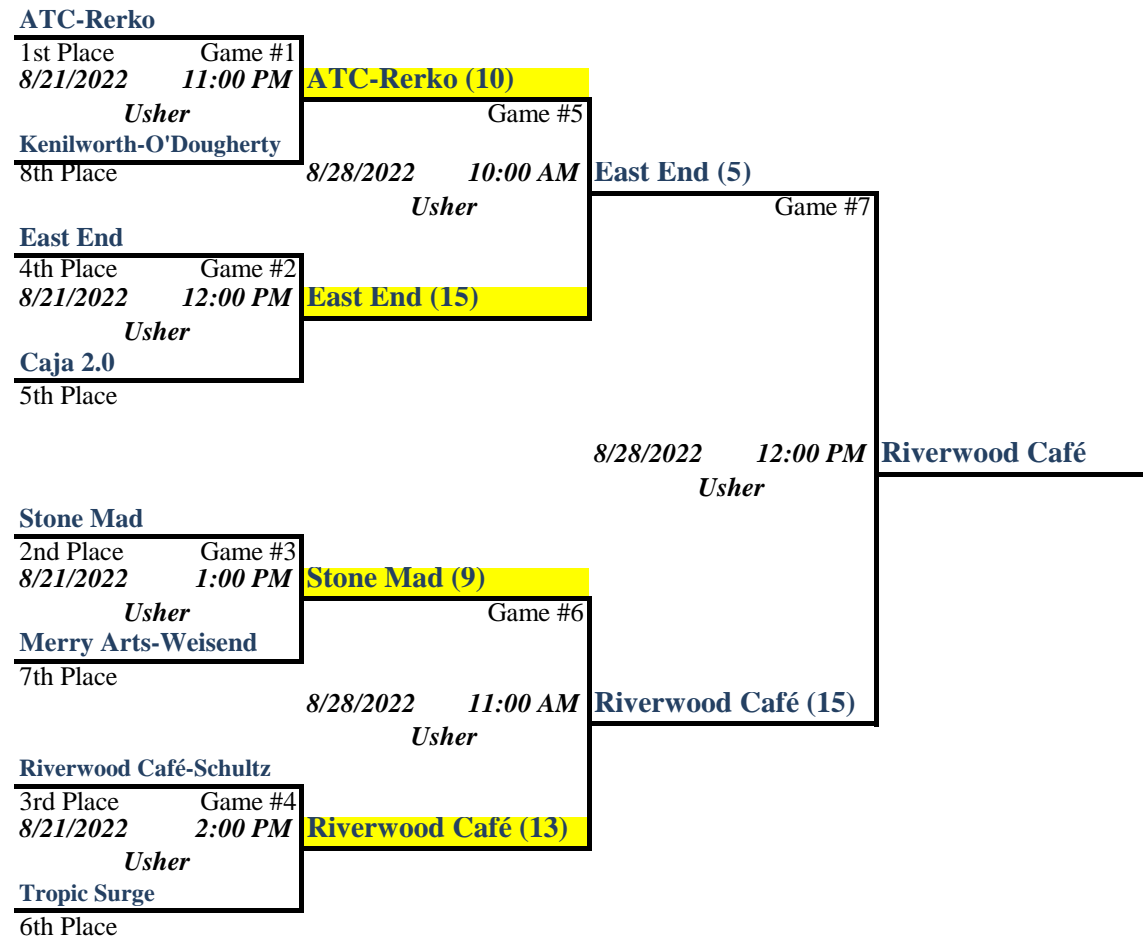 ATC-Rerko
1st Place Game #1
8/21/2022 11:00 PM ATC-Rerko (10)
Usher Game #5
Kenilworth-O'Dougherty
8th Place 8/28/2022 10:00 AM East End (5)
Usher Game #7
East End
4th Place Game #2
8/21/2022 12:00 PM East End (15)
Usher
Caja 2.0
5th Place
8/28/2022 12:00 PM Riverwood Café
Usher
Stone Mad
2nd Place Game #3
8/21/2022 1:00 PM Stone Mad (9)
Usher Game #6
Merry Arts-Weisend
7th Place
8/28/2022 11:00 AM Riverwood Café (15)
Usher
Riverwood Café-Schultz
3rd Place Game #4
8/21/2022 2:00 PM Riverwood Café (13)
Usher
Tropic Surge
6th Place